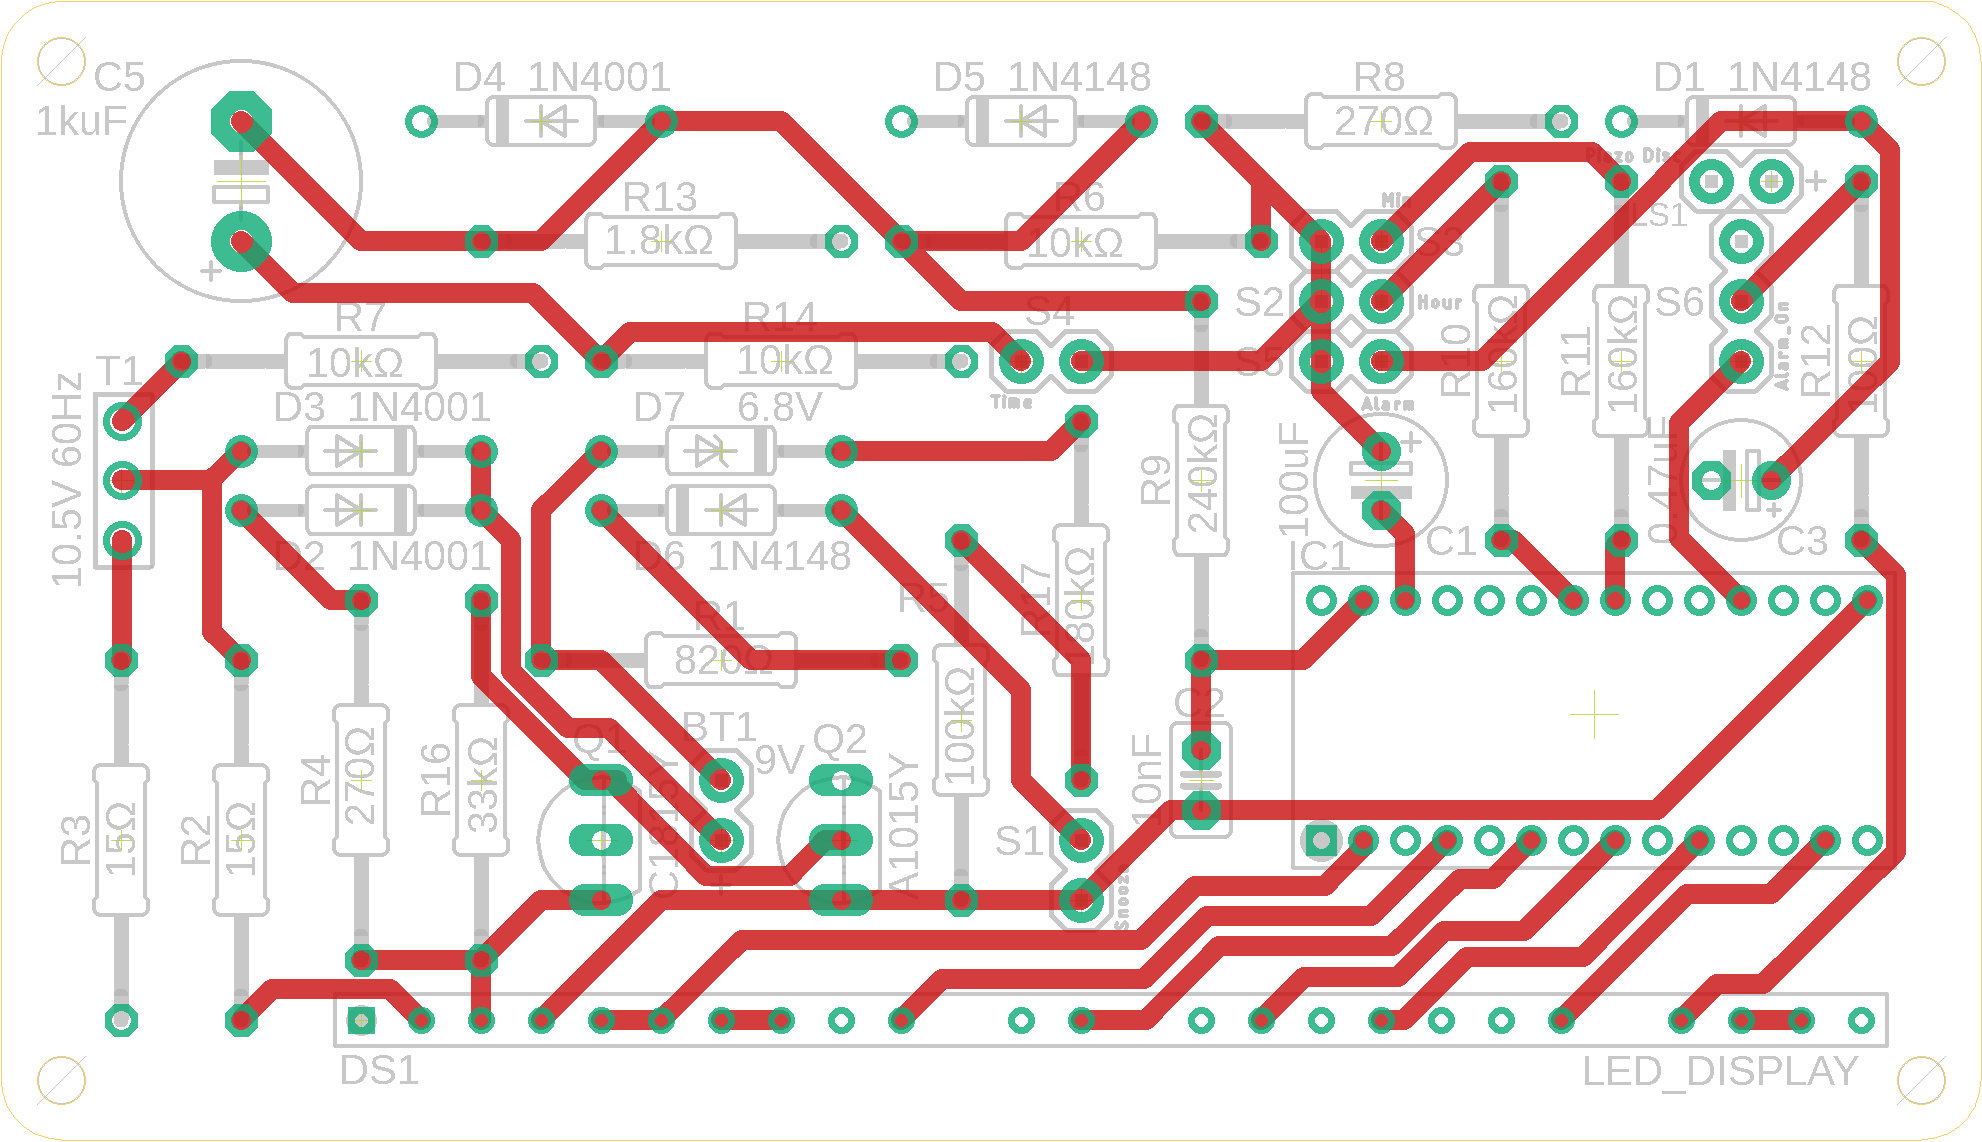 C5
D4 1N4001
D5 1N4148
R8
D1 1N4148
1kuF
270Ω
Piezo Disc
+
LS1
R13
1.8kΩ
R6
10kΩ
Min
S3
+
R7
10kΩ
R14
10kΩ
S4
Time
S2
Hour
S5
Alarm
S6
Alarm_On
R10
160kΩ
R11
160kΩ
R12
100Ω
T1
10.5V 60Hz
D3 1N4001
D7 6.8V
D2 1N4001
D6 1N4148
R9
240kΩ
100uF
+
C1
0.47uF
+
C3
IC1
R1
820Ω
R5
100kΩ
R17
180kΩ
C2
10nF
R4
270Ω
R16
33kΩ
Q1
C1815Y
BT1
9V
+
Q2
A1015Y
S1
Snooze
R3
15Ω
R2
15Ω
DS1
LED_DISPLAY